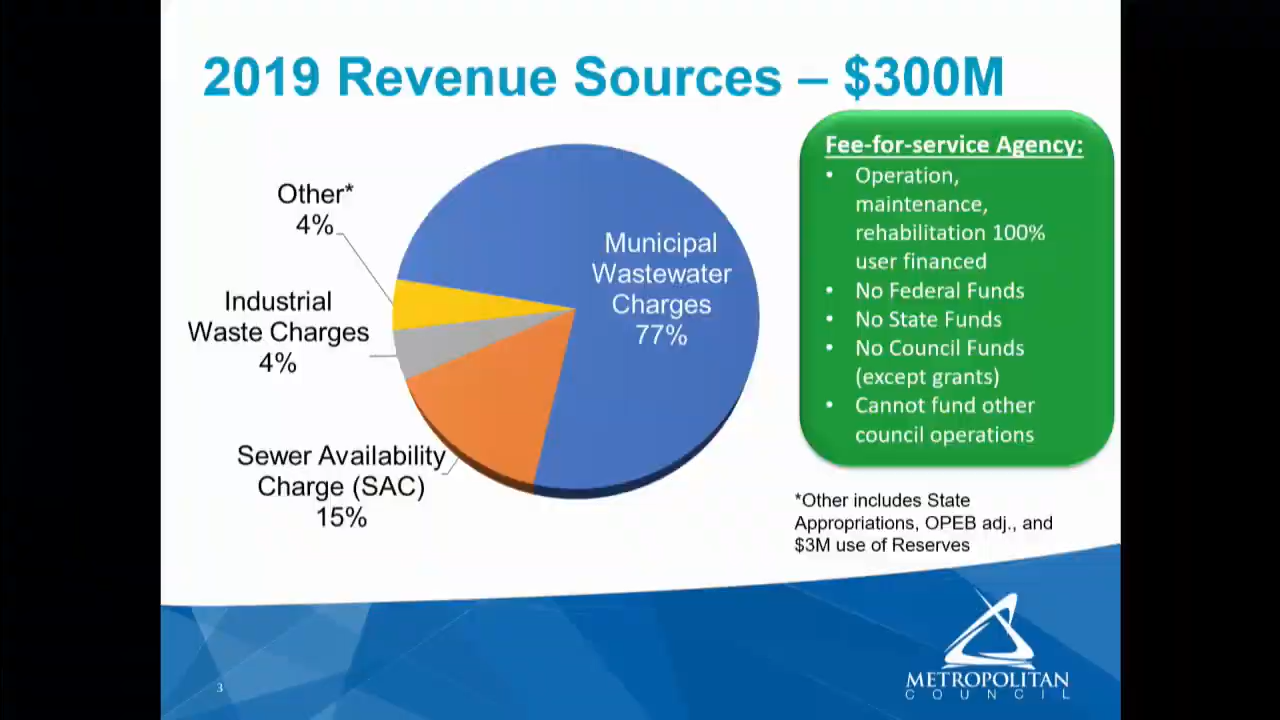 2019 Revenue Sources – $300M
Other*
4%
Industrial
Waste Charges
4%
Sewer Availability
Charge (SAC)
15%
Municipal
Wastewater
Charges
77%
Fee-for-service Agency:
• Operation,
maintenance,
rehabilitation 100%
user financed
• No Federal Funds
• No State Funds
• No Council Funds
(except grants)
• Cannot fund other
council operations
*Other includes State
Appropriations, OPEB adj., and
$3M use of Reserves
3
METROPOLITAN
COUNCIL